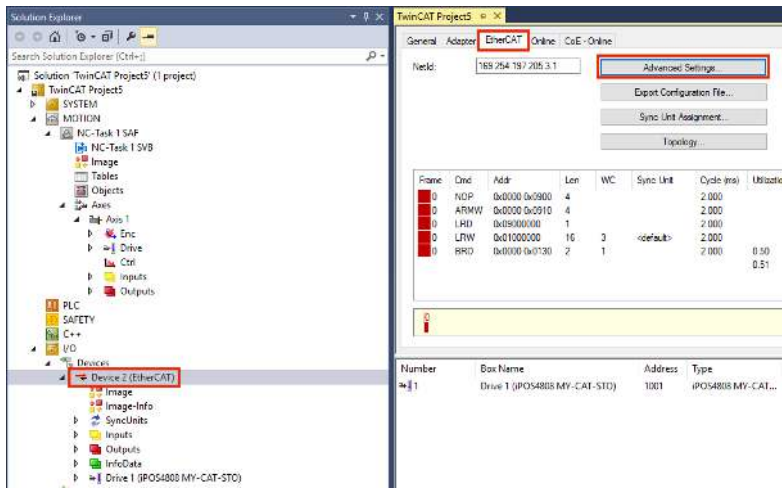 Solution Explorer
Search Solution Explorer (Ctrl+;)
Solution 'TwinCAT Project5' (1 project)
TwinCAT Project5
SYSTEM
MOTION
NC-Task 1 SAF
NC-Task 1 SVB
Image
Tables
Objects
Axes
Axis 1
Enc
Drive
Ctrl
Inputs
Outputs
PLC
SAFETY
C++
I/O
Devices
Device 2 (EtherCAT)
Image
Image-Info
SyncUnits
Inputs
Outputs
InfoData
Drive 1 (iPOS4808 MY-CAT-STO)
TwinCAT Project5
General Adapter EtherCAT Online CoE - Online
NetId: 169.254.197.205.3.1 Advanced Settings...
Export Configuration File...
Sync Unit Assignment...
Topology...
Frame Cmd Addr Len WC Sync Unit Cycle (ms) Utilizatio
0 NOP 0x0000 0x0900 4 2.000
0 ARMW 0x0000 0x0910 4 2.000
0 LRD 0x09000000 1 2.000
0 LRW 0x01000000 16 3 <default> 2.000
0 BRD 0x0000 0x0130 2 1 2.000 0.50
0.51
0
Number Box Name Address Type
1 Drive 1 (iPOS4808 MY-CAT-STO) 1001 iPOS4808 MY-CAT...